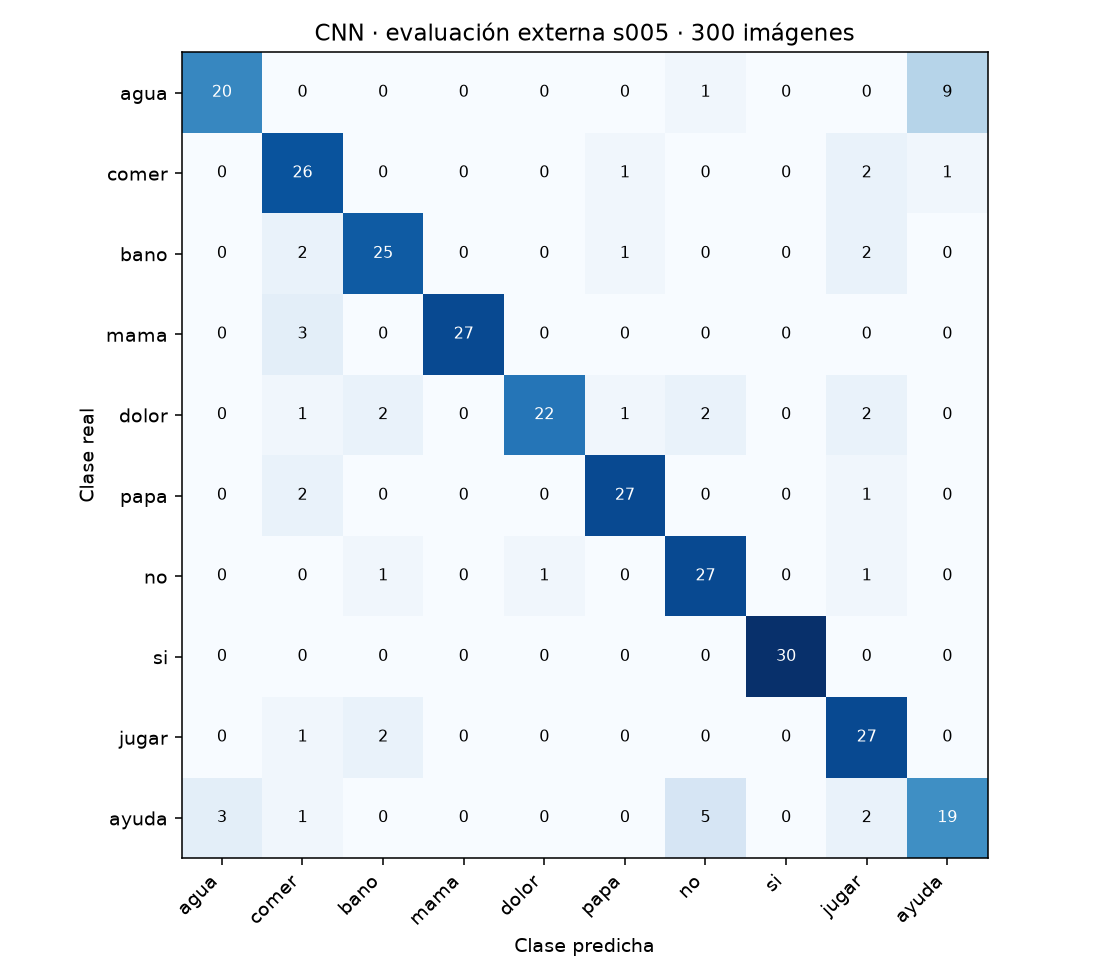 CNN · evaluación externa s005 · 300 imágenes
agua 20 0 0 0 0 0 1 0 0 9
comer 0 26 0 0 0 1 0 0 2 1
bano 0 2 25 0 0 1 0 0 2 0
mama 0 3 0 27 0 0 0 0 0 0
dolor 0 1 2 0 22 1 2 0 2 0
papa 0 2 0 0 0 27 0 0 1 0
no 0 0 1 0 1 0 27 0 1 0
si 0 0 0 0 0 0 0 30 0 0
jugar 0 1 2 0 0 0 0 0 27 0
ayuda 3 1 0 0 0 0 5 0 2 19
Clase real
agua comer bano mama dolor papa no si jugar ayuda
Clase predicha